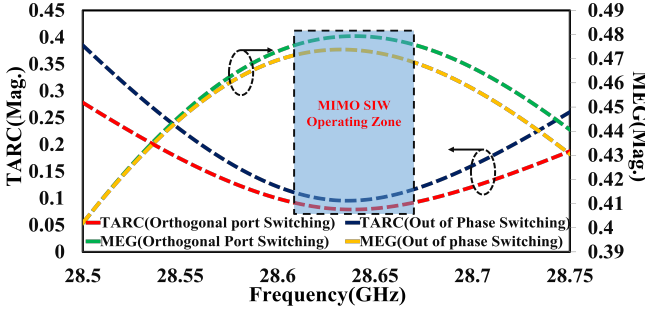 0.45
0.4
0.35
0.3
0.25
0.2
0.15
0.1
0.05
0
TARC(Mag.)
0.49
0.48
0.47
0.46
0.45
0.44
0.43
0.42
0.41
0.4
0.39
MEG(Mag.)
MIMO SIW
Operating Zone
TARC(Orthogonal port Switching) TARC(Out of Phase Switching)
MEG(Orthogonal Port Switching) MEG(Out of phase Switching)
28.5 28.55 28.6 28.65 28.7 28.75
Frequency(GHz)